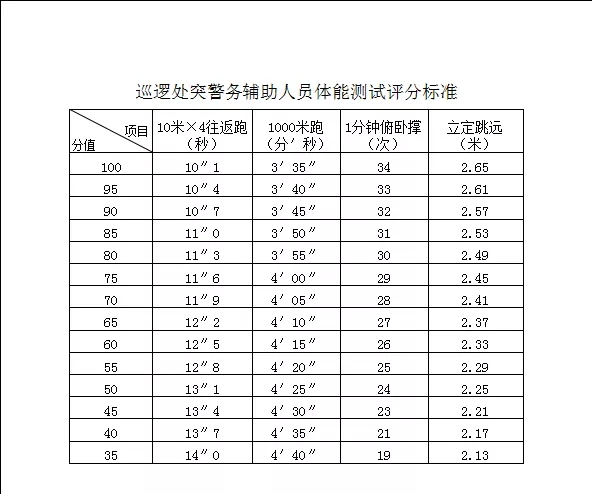 巡逻处突警务辅助人员体能测试评分标准
项目 分值 10米×4往返跑（秒） 1000米跑（分′秒） 1分钟俯卧撑（次） 立定跳远（米）
100 10″1 3′35″ 34 2.65
95 10″4 3′40″ 33 2.61
90 10″7 3′45″ 32 2.57
85 11″0 3′50″ 31 2.53
80 11″3 3′55″ 30 2.49
75 11″6 4′00″ 29 2.45
70 11″9 4′05″ 28 2.41
65 12″2 4′10″ 27 2.37
60 12″5 4′15″ 26 2.33
55 12″8 4′20″ 25 2.29
50 13″1 4′25″ 24 2.25
45 13″4 4′30″ 23 2.21
40 13″7 4′35″ 21 2.17
35 14″0 4′40″ 19 2.13